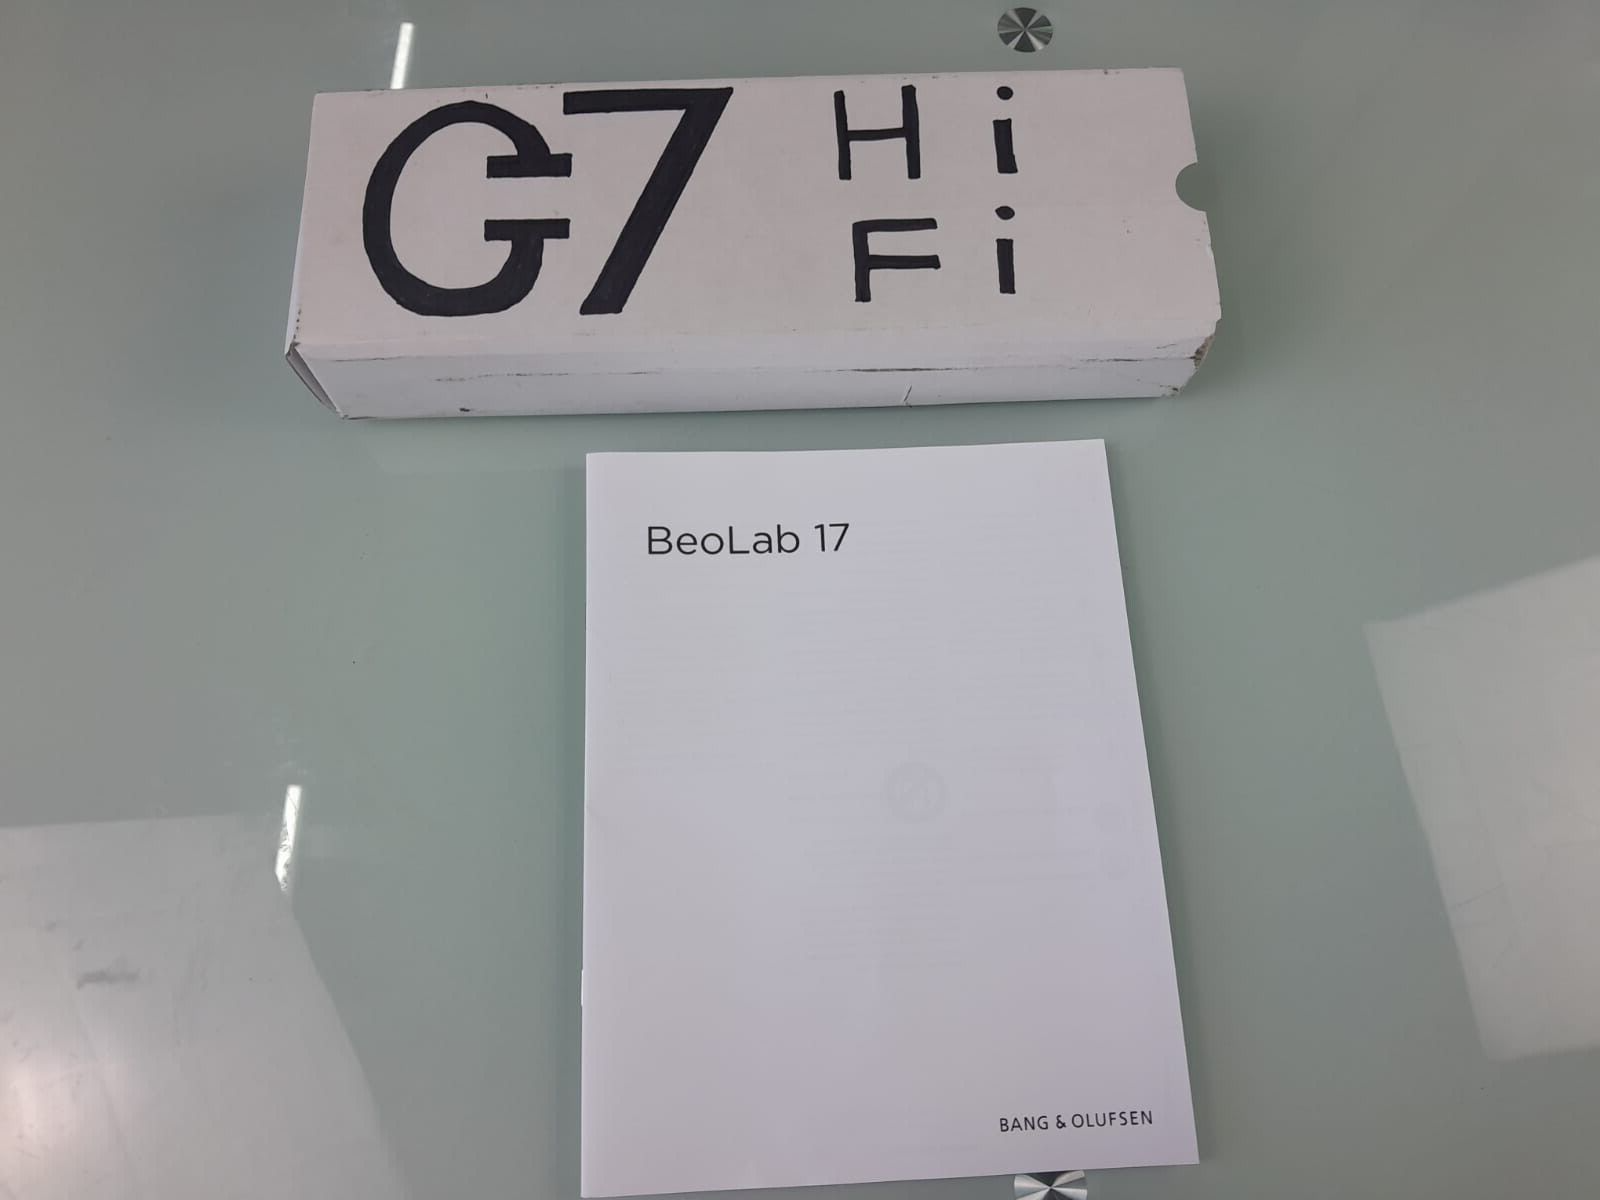 G7
Hi
Fi
BeoLab 17
BANG & OLUFSEN